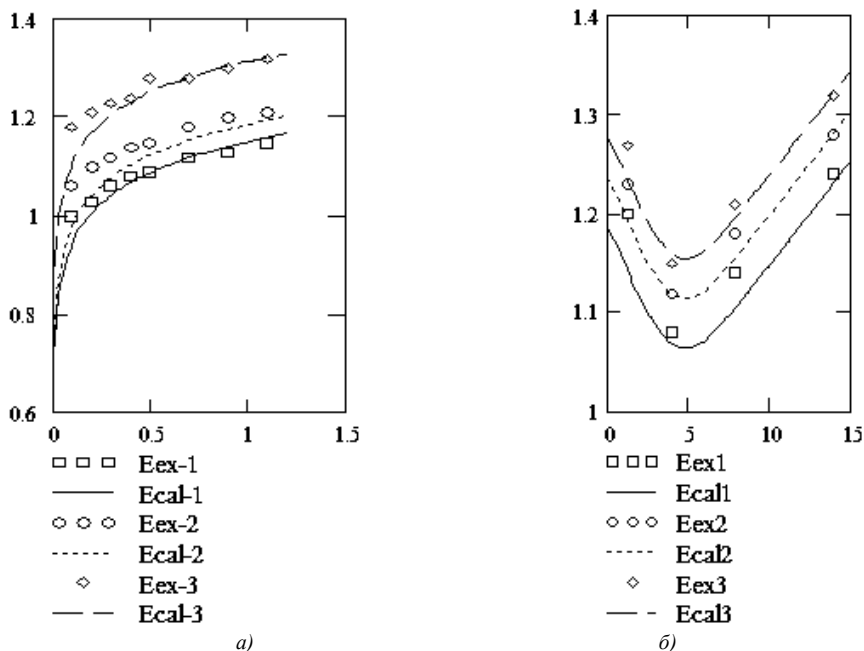 1.4
1.2
1
0.8
0.6
0 0.5 1 1.5
Eex-1
Ecal-1
Eex-2
Ecal-2
Eex-3
Ecal-3
а)
1.4
1.3
1.2
1.1
1
0 5 10 15
Eex1
Ecal1
Eex2
Ecal2
Eex3
Ecal3
б)